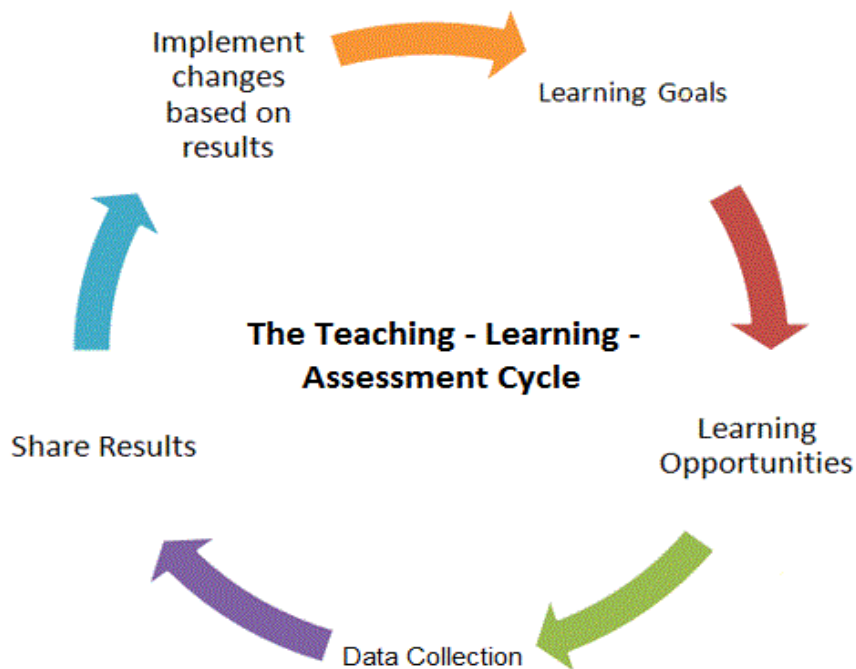 Implement
changes
based on
results
Learning Goals
The Teaching - Learning -
Assessment Cycle
Learning
Opportunities
Share Results
Data Collection